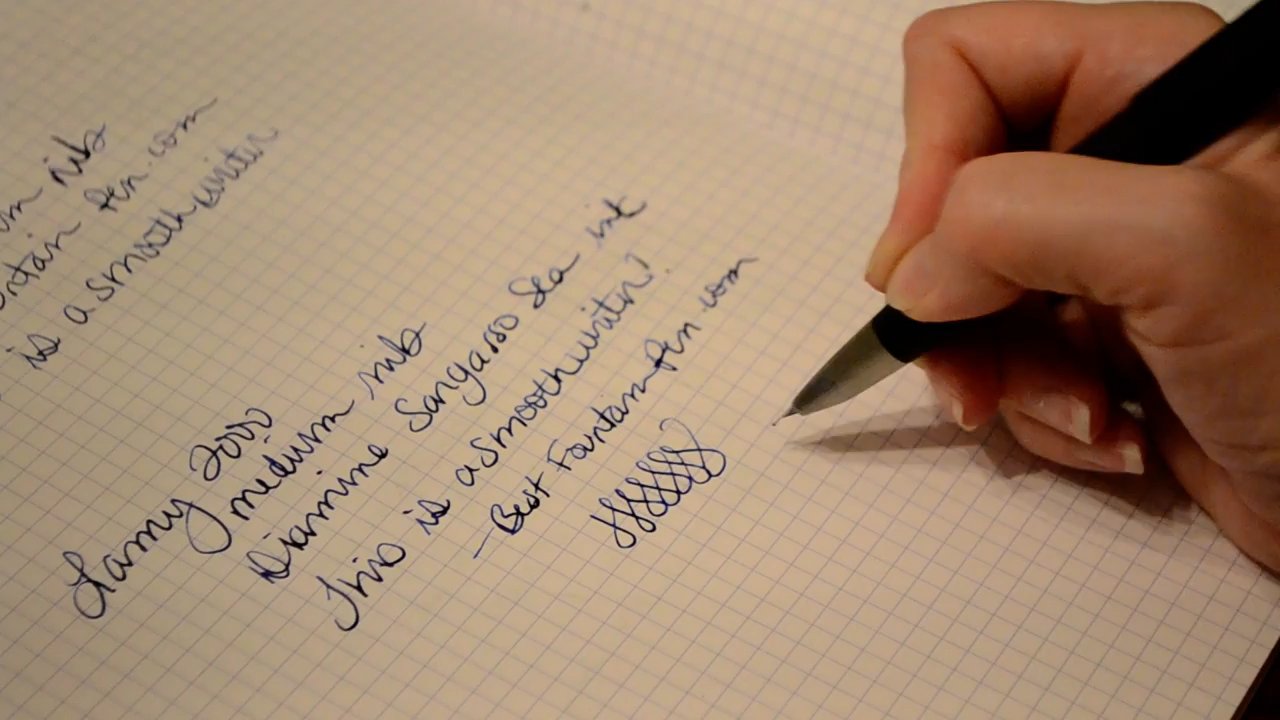 nib
Pen.com
is a smooth writer
Lamy 2000
medium nib
Diamine Sargasso Sea ink
This is a smooth writer!
- Best Fountain Pen.com